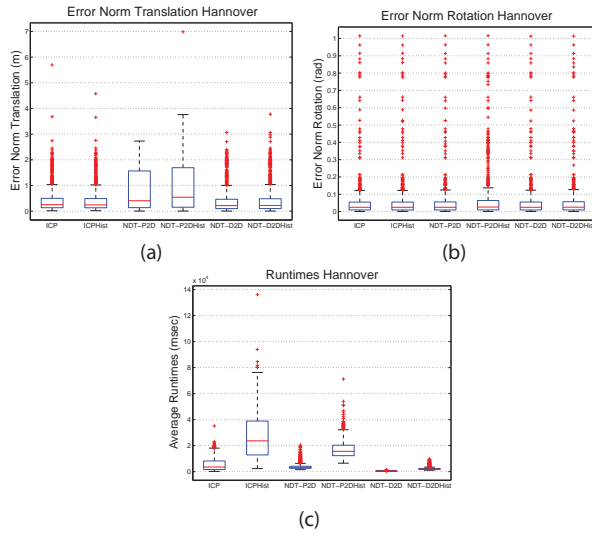 Error Norm Translation Hannover
Error Norm Translation (m)
7
6
5
4
3
2
1
0
ICP ICPHist NDT-P2D NDT-P2DHist NDT-D2D NDT-D2DHist
(a)
Error Norm Rotation Hannover
Error Norm Rotation (rad)
1
0.9
0.8
0.7
0.6
0.5
0.4
0.3
0.2
0.1
0
ICP ICPHist NDT-P2D NDT-P2DHist NDT-D2D NDT-D2DHist
(b)
Runtimes Hannover
x 10⁴
Average Runtimes (msec)
14
12
10
8
6
4
2
0
ICP ICPHist NDT-P2D NDT-P2DHist NDT-D2D NDT-D2DHist
(c)